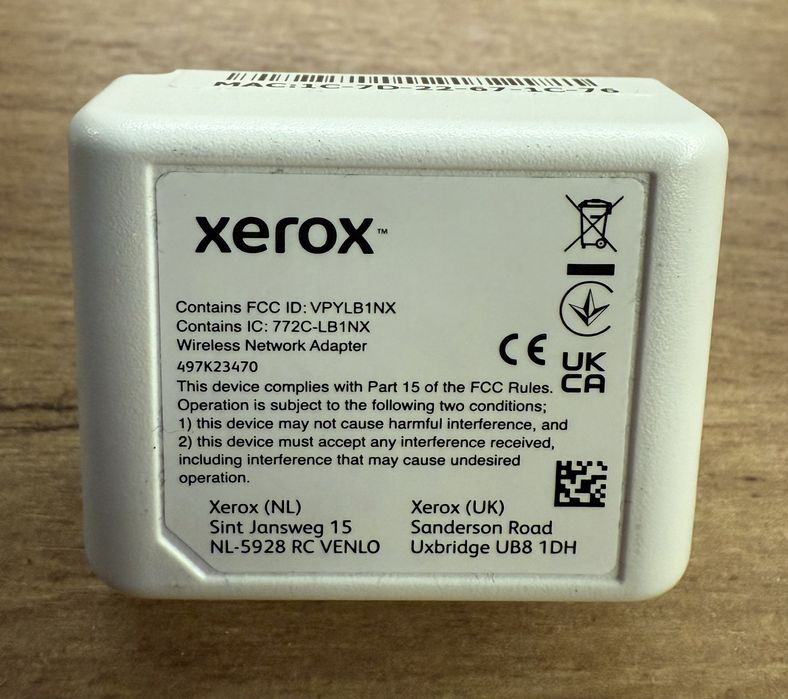 MAC:1C-7D-22-67-1C-76
xerox™
Contains FCC ID: VPYLB1NX
Contains IC: 772C-LB1NX
Wireless Network Adapter
497K23470
CE
UK
CA
This device complies with Part 15 of the FCC Rules.
Operation is subject to the following two conditions;
1) this device may not cause harmful interference, and
2) this device must accept any interference received,
including interference that may cause undesired
operation.
Xerox (NL)
Sint Jansweg 15
NL-5928 RC VENLO
Xerox (UK)
Sanderson Road
Uxbridge UB8 1DH